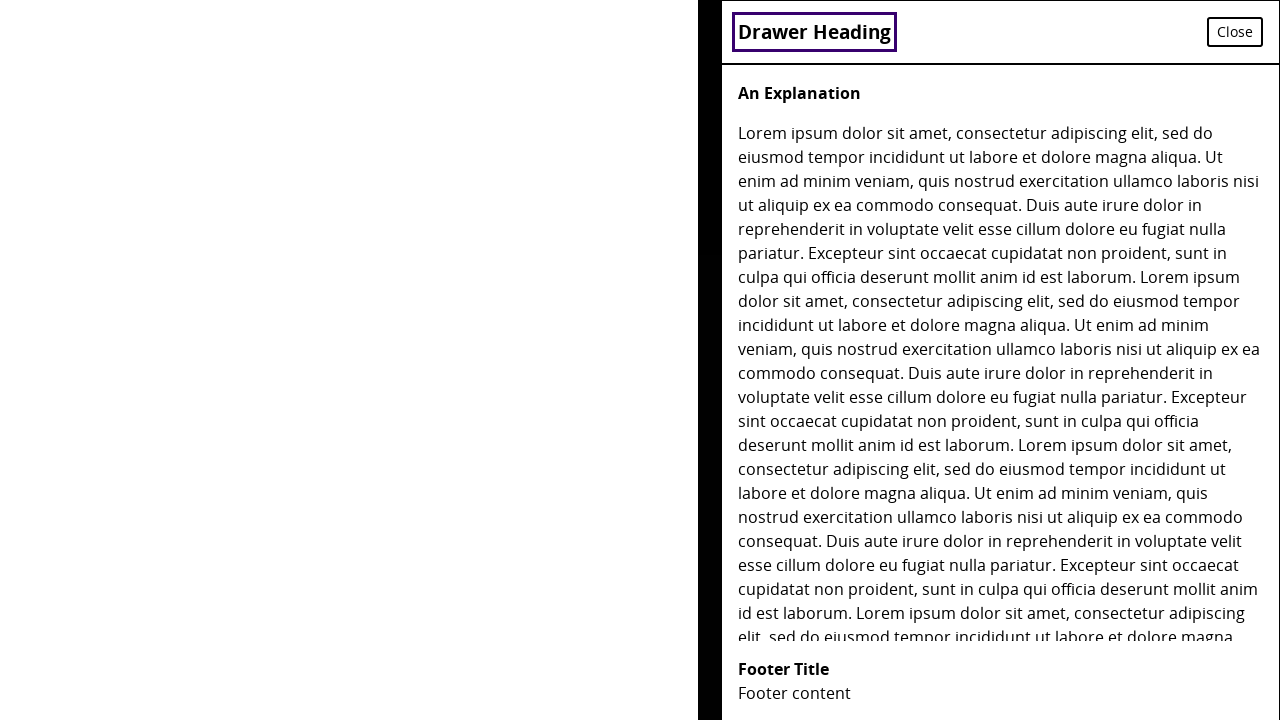 Drawer Heading
Close
An Explanation
Lorem ipsum dolor sit amet, consectetur adipiscing elit, sed do
eiusmod tempor incididunt ut labore et dolore magna aliqua. Ut
enim ad minim veniam, quis nostrud exercitation ullamco laboris nisi
ut aliquip ex ea commodo consequat. Duis aute irure dolor in
reprehenderit in voluptate velit esse cillum dolore eu fugiat nulla
pariatur. Excepteur sint occaecat cupidatat non proident, sunt in
culpa qui officia deserunt mollit anim id est laborum. Lorem ipsum
dolor sit amet, consectetur adipiscing elit, sed do eiusmod tempor
incididunt ut labore et dolore magna aliqua. Ut enim ad minim
veniam, quis nostrud exercitation ullamco laboris nisi ut aliquip ex ea
commodo consequat. Duis aute irure dolor in reprehenderit in
voluptate velit esse cillum dolore eu fugiat nulla pariatur. Excepteur
sint occaecat cupidatat non proident, sunt in culpa qui officia
deserunt mollit anim id est laborum. Lorem ipsum dolor sit amet,
consectetur adipiscing elit, sed do eiusmod tempor incididunt ut
labore et dolore magna aliqua. Ut enim ad minim veniam, quis
nostrud exercitation ullamco laboris nisi ut aliquip ex ea commodo
consequat. Duis aute irure dolor in reprehenderit in voluptate velit
esse cillum dolore eu fugiat nulla pariatur. Excepteur sint occaecat
cupidatat non proident, sunt in culpa qui officia deserunt mollit anim
id est laborum. Lorem ipsum dolor sit amet, consectetur adipiscing
elit, sed do eiusmod tempor incididunt ut labore et dolore magna
Footer Title
Footer content